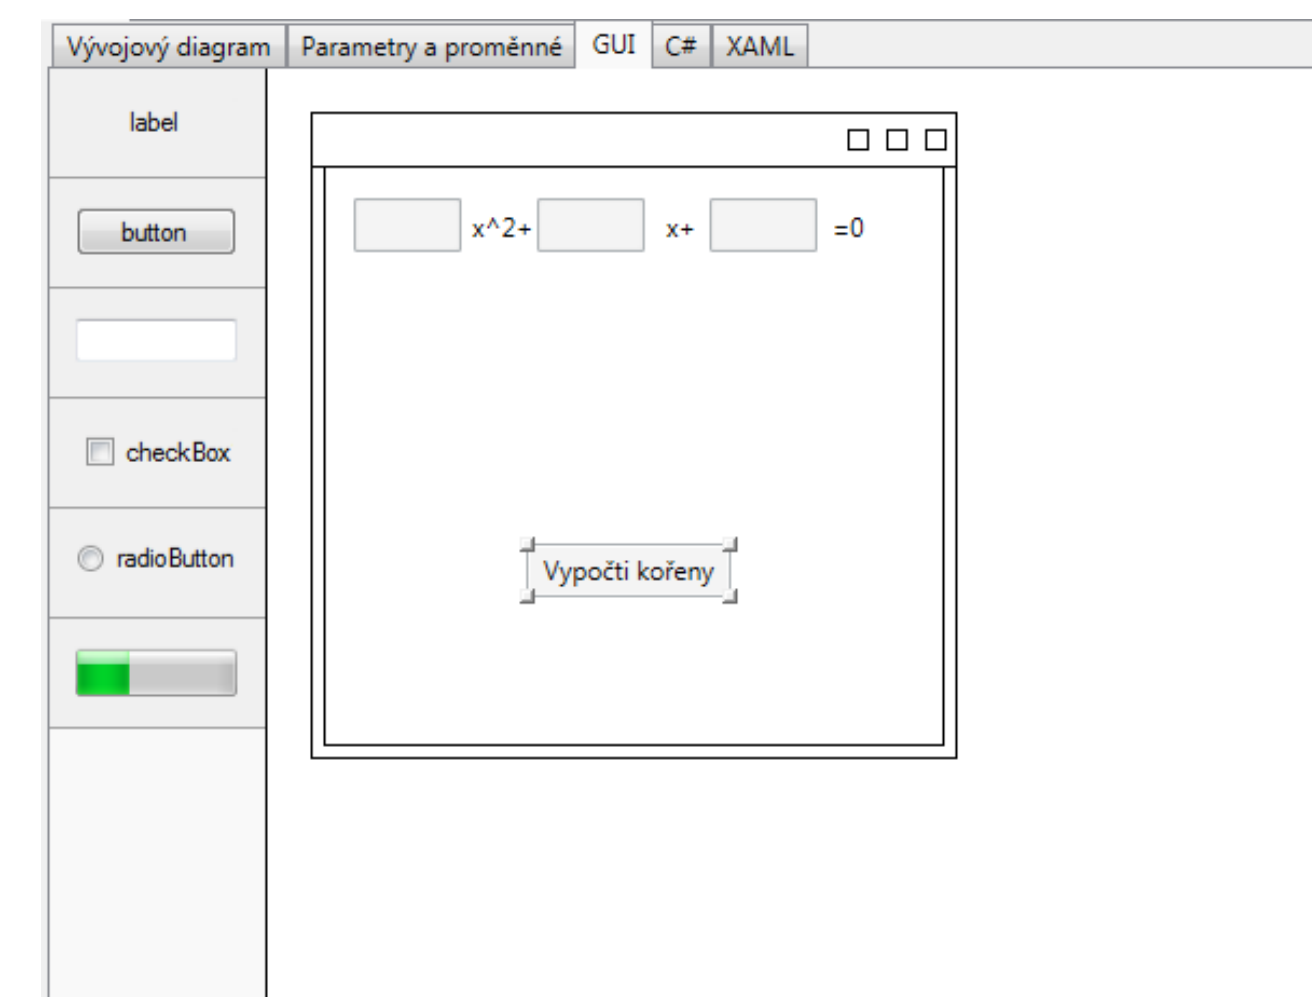 Vývojový diagram Parametry a proměnné GUI C# XAML
label
button
checkBox
radioButton
x^2+ x+ =0
Vypočti kořeny